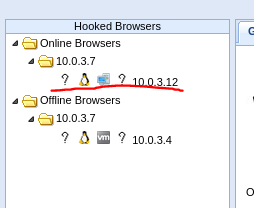 Hooked Browsers
Online Browsers
10.0.3.7
? ? 10.0.3.12
Offline Browsers
10.0.3.7
? vm ? 10.0.3.4